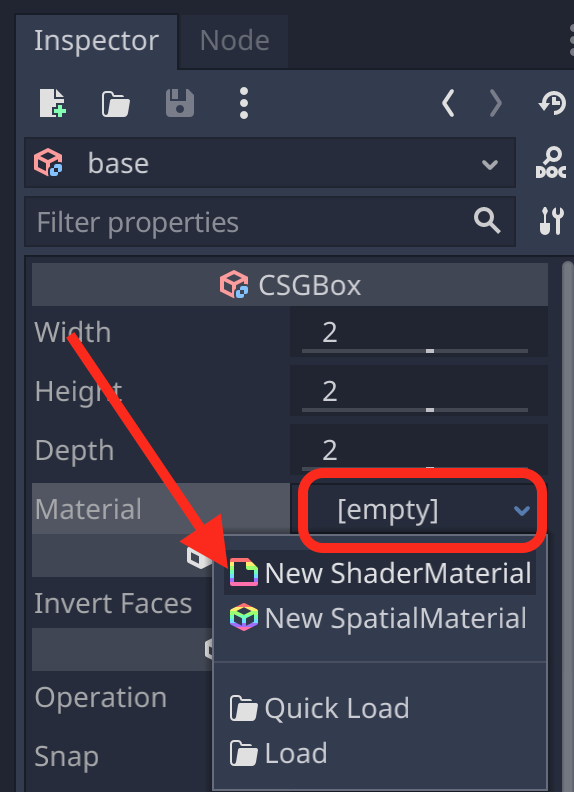 Inspector Node
base
DOC
Filter properties
CSGBox
Width 2
Height 2
Depth 2
Material [empty]
New ShaderMaterial
Invert Faces
New SpatialMaterial
Operation
Quick Load
Snap
Load